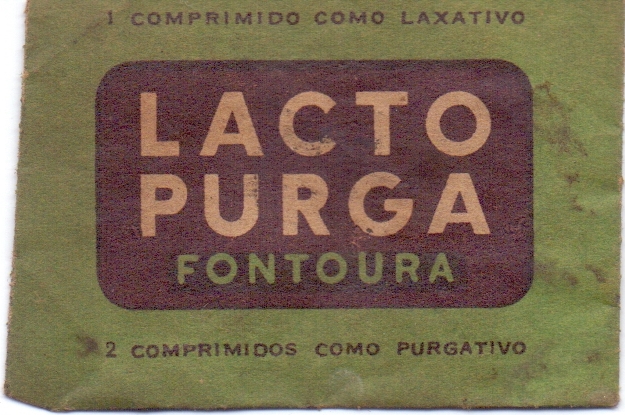 1 COMPRIMIDO COMO LAXATIVO
LACTO
PURGA
FONTOURA
2 COMPRIMIDOS COMO PURGATIVO